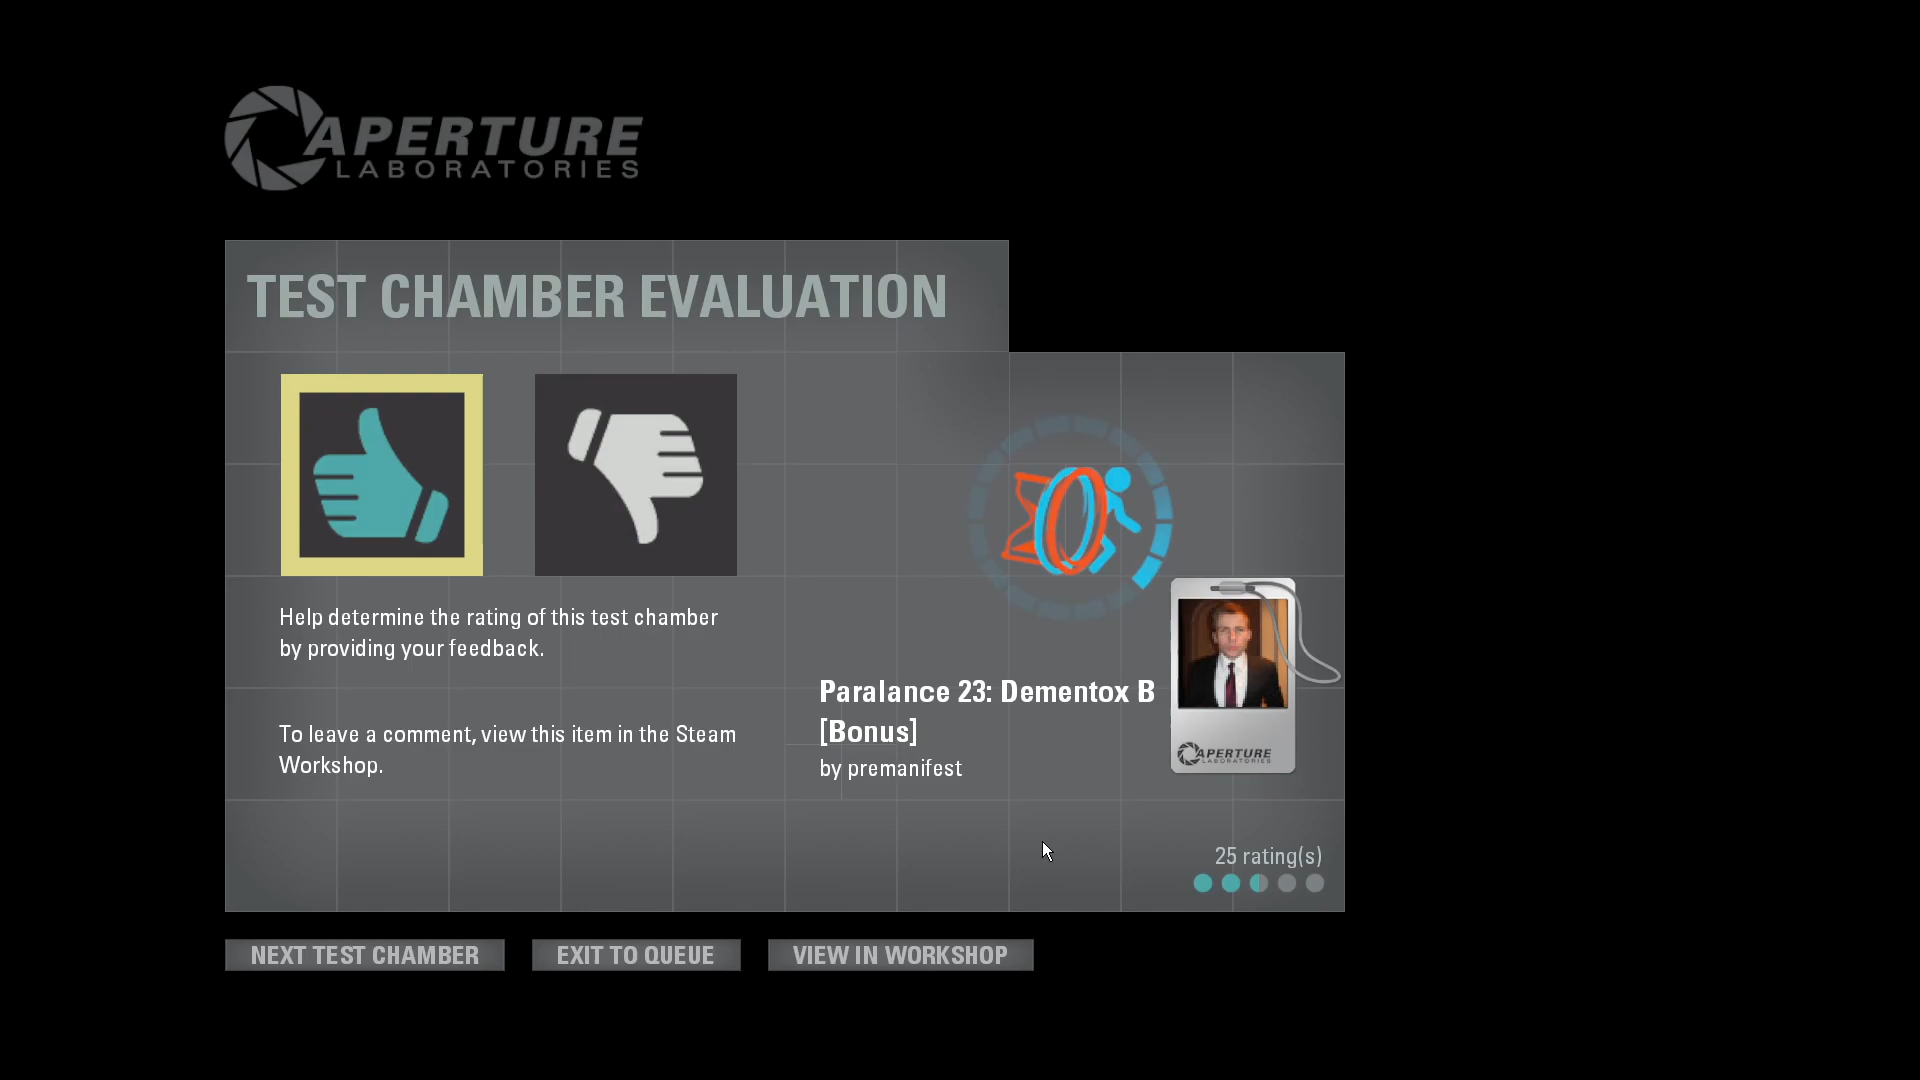 APERTURE
LABORATORIES
TEST CHAMBER EVALUATION
Help determine the rating of this test chamber
by providing your feedback.
To leave a comment, view this item in the Steam
Workshop.
Paralance 23: Dementox B
[Bonus]
by premanifest
APERTURE
LABORATORIES
25 rating(s)
NEXT TEST CHAMBER
EXIT TO QUEUE
VIEW IN WORKSHOP